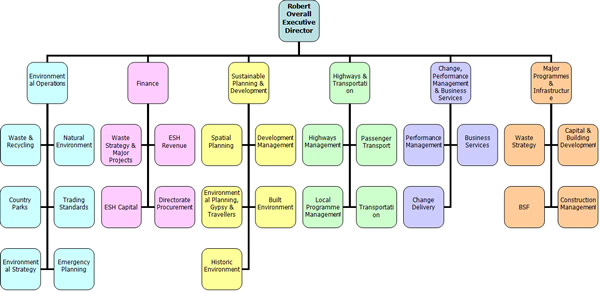 Robert
Overall
Executive
Director
Environment
al Operations
Finance
Sustainable
Planning &
Development
Highways &
Transportati
on
Change,
Performance
Management
& Business
Services
Major
Programmes
&
Infrastructur
e
Waste &
Recycling
Natural
Environment
Waste
Strategy &
Major
Projects
ESH
Revenue
Spatial
Planning
Development
Management
Highways
Management
Passenger
Transport
Performance
Management
Business
Services
Waste
Strategy
Capital &
Building
Development
Country
Parks
Trading
Standards
ESH Capital
Directorate
Procurement
Environment
al Planning,
Gypsy &
Travellers
Built
Environment
Local
Programme
Management
Transportati
on
Change
Delivery
BSF
Construction
Management
Environment
al Strategy
Emergency
Planning
Historic
Environment